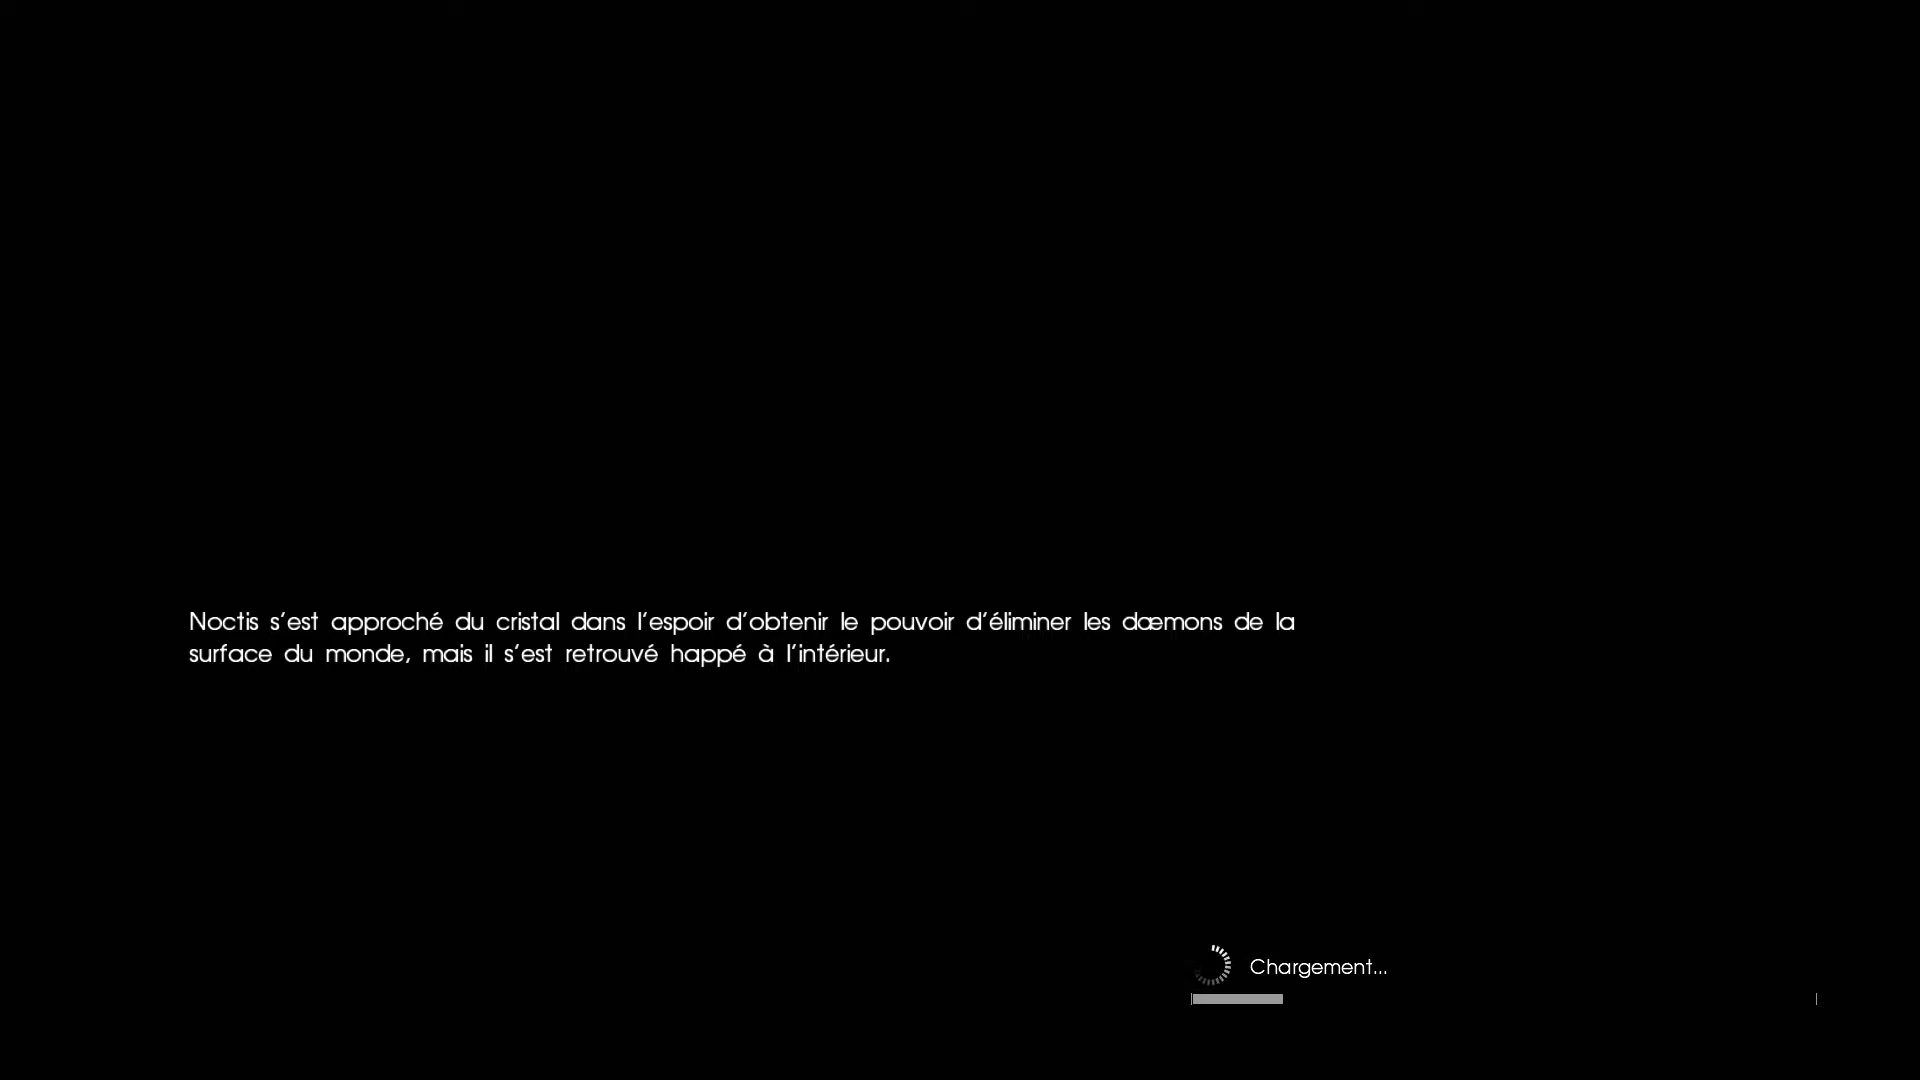 Noctis s’est approché du cristal dans l’espoir d’obtenir le pouvoir d’éliminer les dæmons de la
surface du monde, mais il s’est retrouvé happé à l’intérieur.
Chargement...